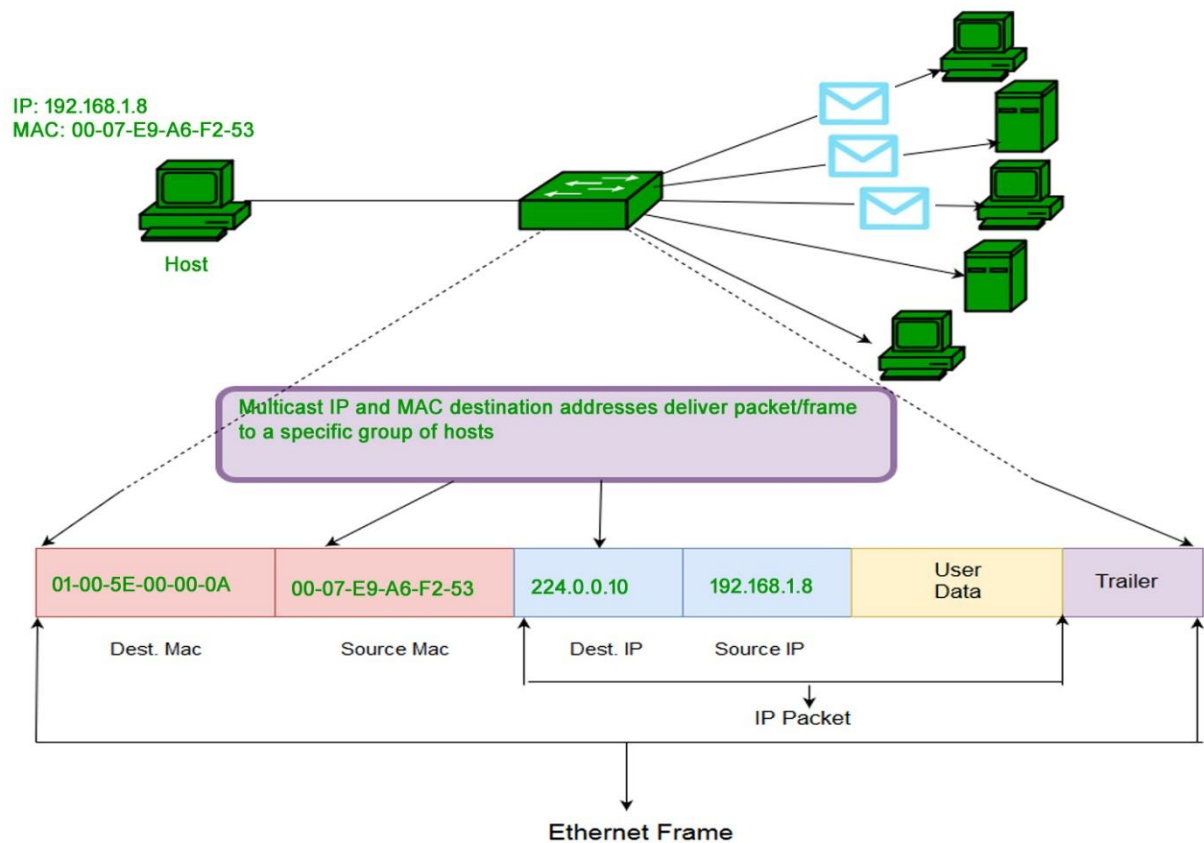 IP: 192.168.1.8
MAC: 00-07-E9-A6-F2-53
Host
Multicast IP and MAC destination addresses deliver packet/frame
to a specific group of hosts
01-00-5E-00-00-0A
00-07-E9-A6-F2-53
224.0.0.10
192.168.1.8
User
Data
Trailer
Dest. Mac
Source Mac
Dest. IP
Source IP
IP Packet
Ethernet Frame